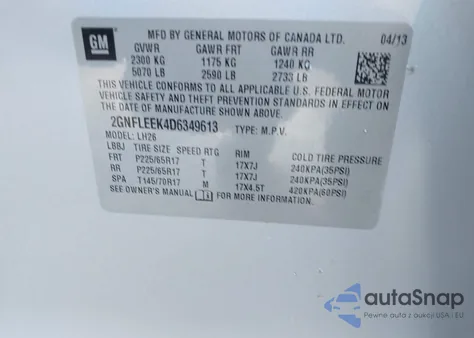 GM
MFD BY GENERAL MOTORS OF CANADA LTD. 04/13
GVWR GAWR FRT GAWR RR
2300 KG 1175 KG 1240 KG
5070 LB 2590 LB 2733 LB
THIS VEHICLE CONFORMS TO ALL APPLICABLE U.S. FEDERAL MOTOR
VEHICLE SAFETY AND THEFT PREVENTION STANDARDS IN EFFECT ON THE
DATE OF MANUFACTURE SHOWN ABOVE.
2GNFLEEK4D6349613 TYPE: M.P.V.
MODEL: LH26
LBBJ TIRE SIZE SPEED RTG RIM COLD TIRE PRESSURE
FRT P225/65R17 T 17X7J 240KPA(35PSI)
RR P225/65R17 T 17X7J 240KPA(35PSI)
SPA T145/70R17 M 17X4.5T 420KPA(60PSI)
SEE OWNER'S MANUAL FOR MORE INFORMATION.
autoSnap
Pewne auto z aukcji USA i EU